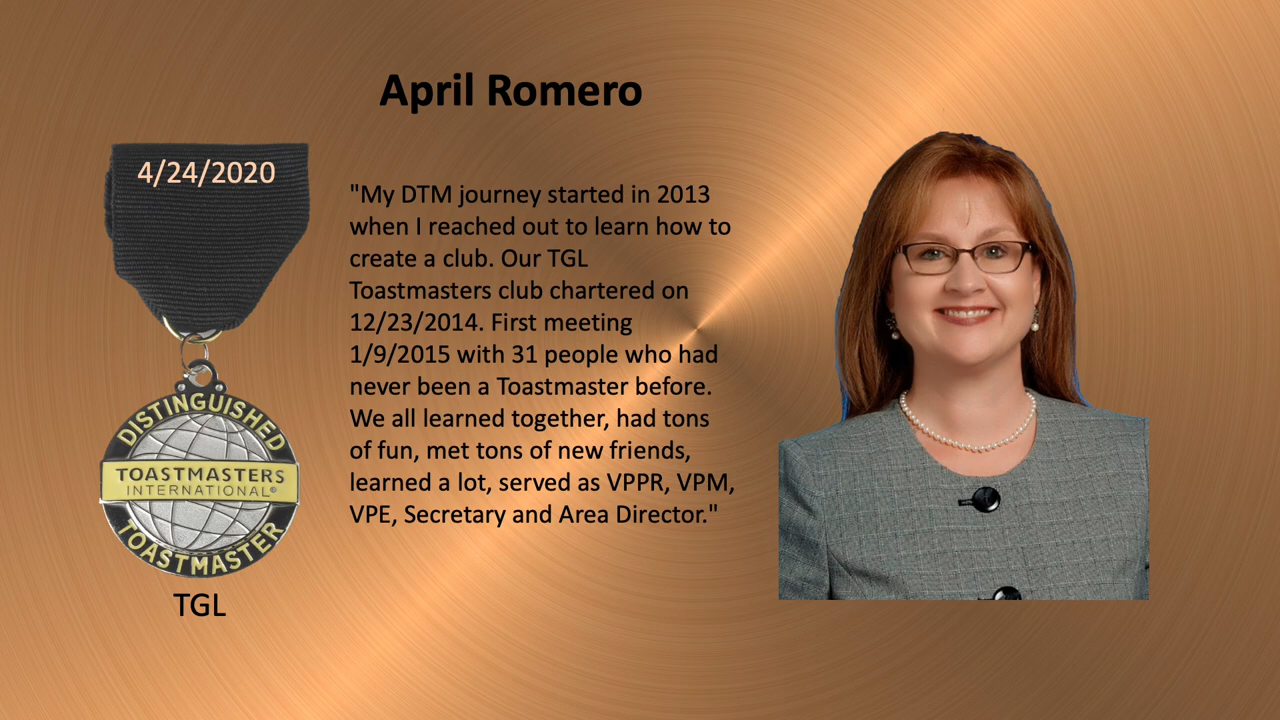 April Romero
4/24/2020
"My DTM journey started in 2013
when I reached out to learn how to
create a club. Our TGL
Toastmasters club chartered on
12/23/2014. First meeting
1/9/2015 with 31 people who had
never been a Toastmaster before.
We all learned together, had tons
of fun, met tons of new friends,
learned a lot, served as VPPR, VPM,
VPE, Secretary and Area Director."
DISTINGUISHED
TOASTMASTERS
INTERNATIONAL®
TOASTMASTER
TGL